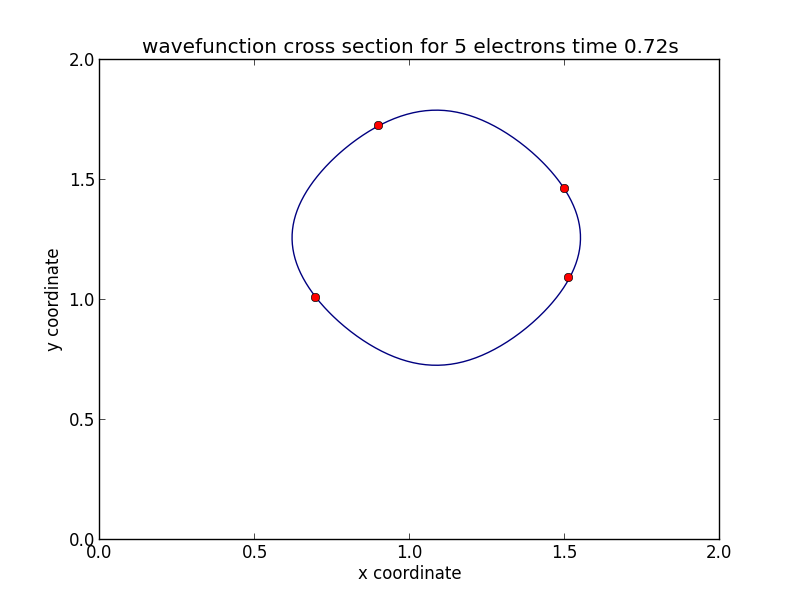 wavefunction cross section for 5 electrons time 0.72s
2.0
1.5
1.0
0.5
0.0
y coordinate
0.0 0.5 1.0 1.5 2.0
x coordinate